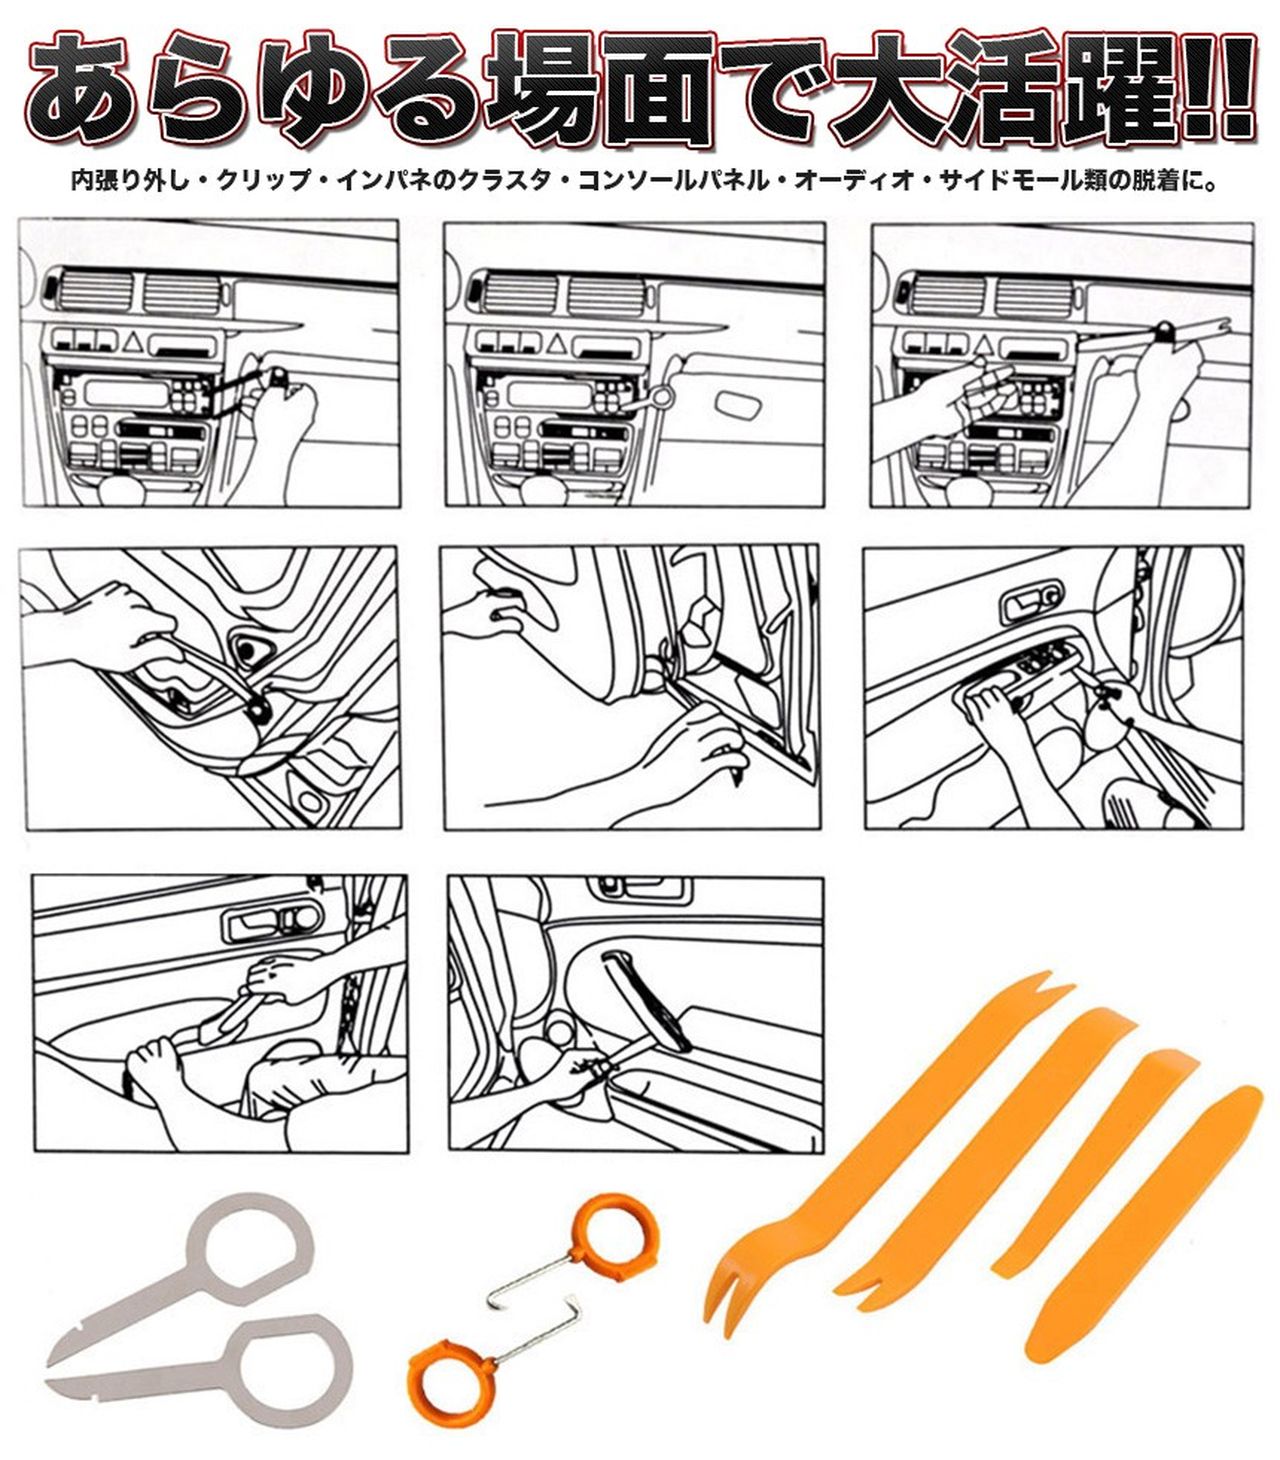 あらゆる場面で大活躍!!
内張り外し・クリップ・インパネのクラスタ・コンソールパネル・オーディオ・サイドモール類の脱着に。